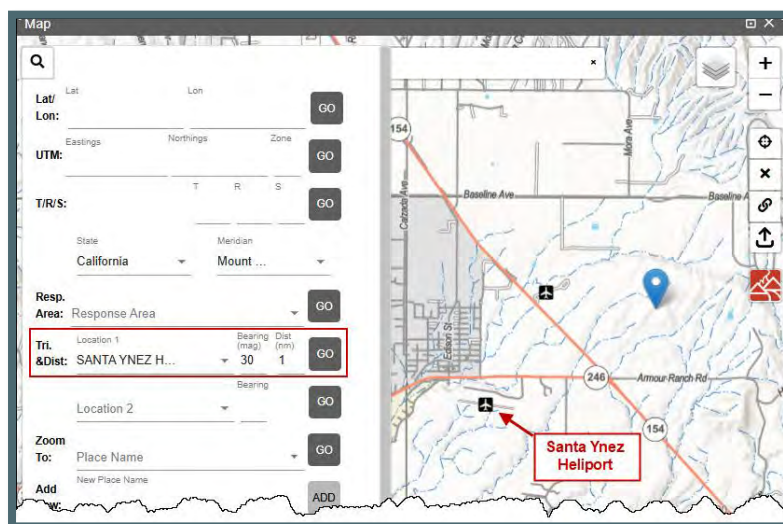 Map
Lat/ Lon:
Lat
Lon
GO
UTM:
Eastings
Northings
Zone
GO
T/R/S:
T
R
S
GO
State
California
Meridian
Mount ...
Resp. Area:
Response Area
GO
Tri. &Dist:
Location 1
SANTA YNEZ H...
Bearing (mag)
30
Dist (nm)
1
GO
Location 2
Bearing
GO
Zoom To:
Place Name
GO
Add
New Place Name
ADD
154
Calzada Ave
Baseline Ave
Mora Ave
Edison St
246
Armour Ranch Rd
154
Santa Ynez
Heliport